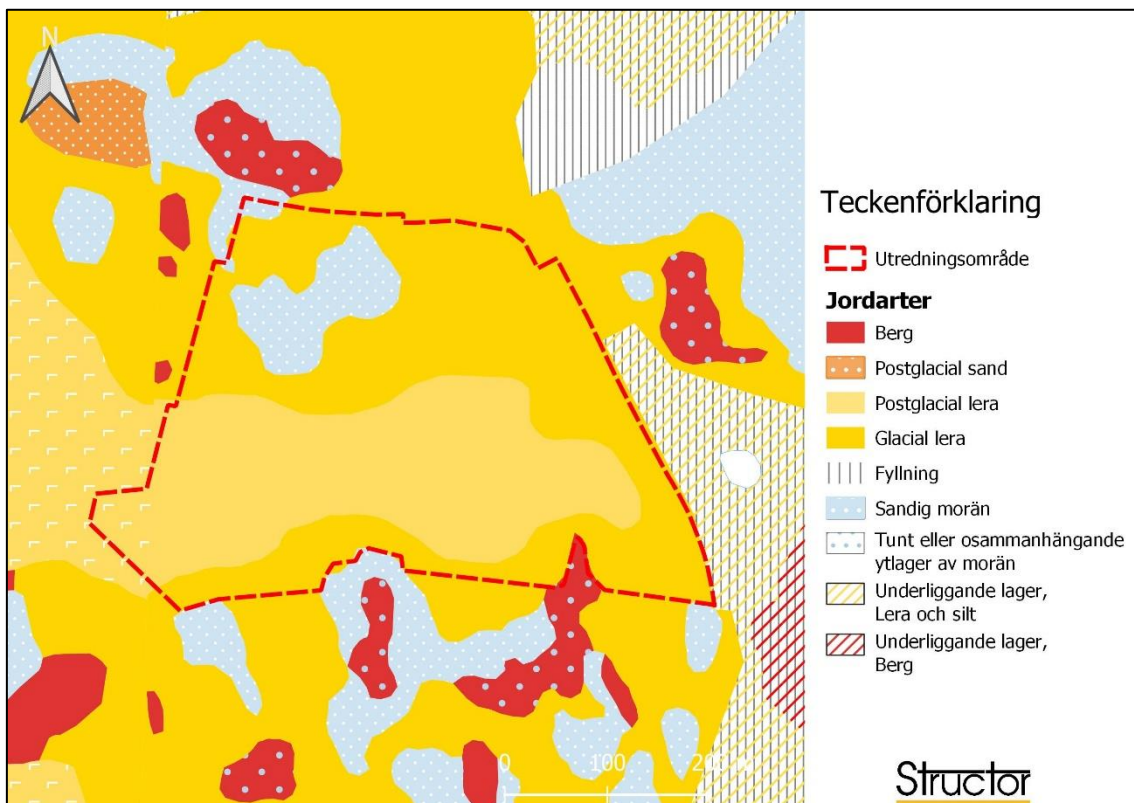 N
Teckenförklaring
Utredningsområde
Jordarter
Berg
Postglacial sand
Postglacial lera
Glacial lera
Fyllning
Sandig morän
Tunt eller osammanhängande
ytlager av morän
Underliggande lager,
Lera och silt
Underliggande lager,
Berg
0 100
Structor